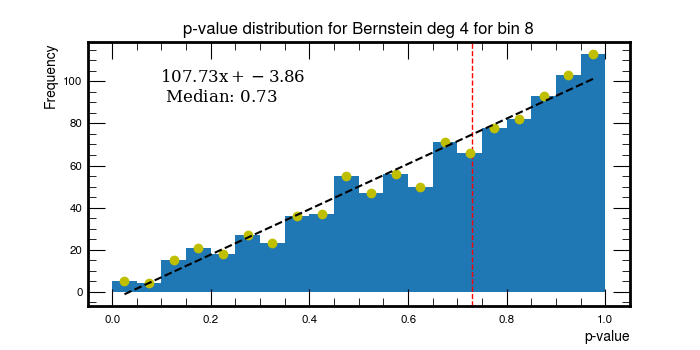 p-value distribution for Bernstein deg 4 for bin 8
Frequency
107.73x + −3.86
Median: 0.73
100
80
60
40
20
0
0.0 0.2 0.4 0.6 0.8 1.0
p-value